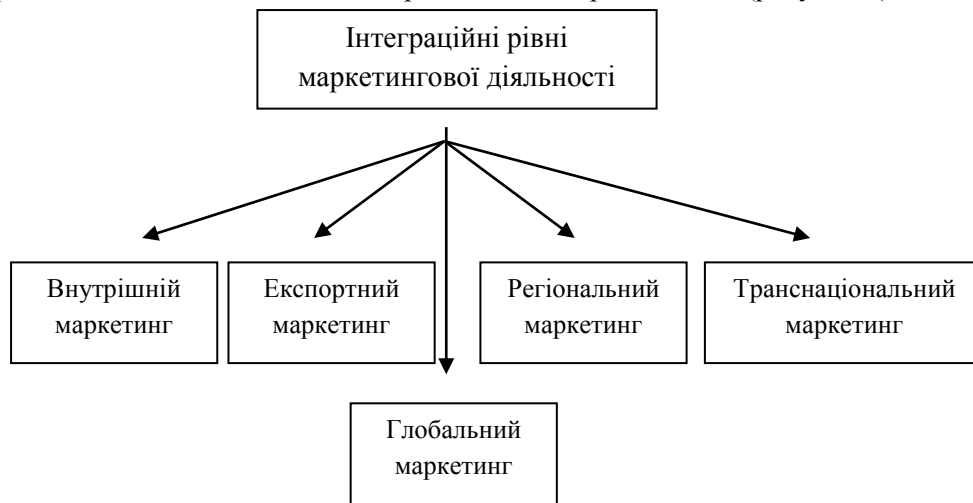 Інтеграційні рівні
маркетингової діяльності
Внутрішній
маркетинг
Експортний
маркетинг
Регіональний
маркетинг
Транснаціональний
маркетинг
Глобальний
маркетинг